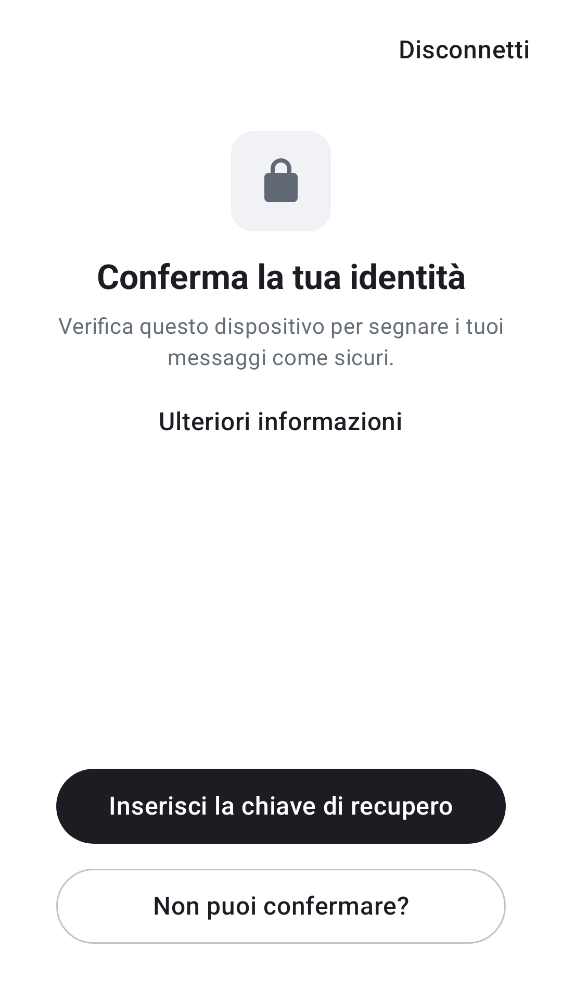 Disconnetti
Conferma la tua identità
Verifica questo dispositivo per segnare i tuoi
messaggi come sicuri.
Ulteriori informazioni
Inserisci la chiave di recupero
Non puoi confermare?